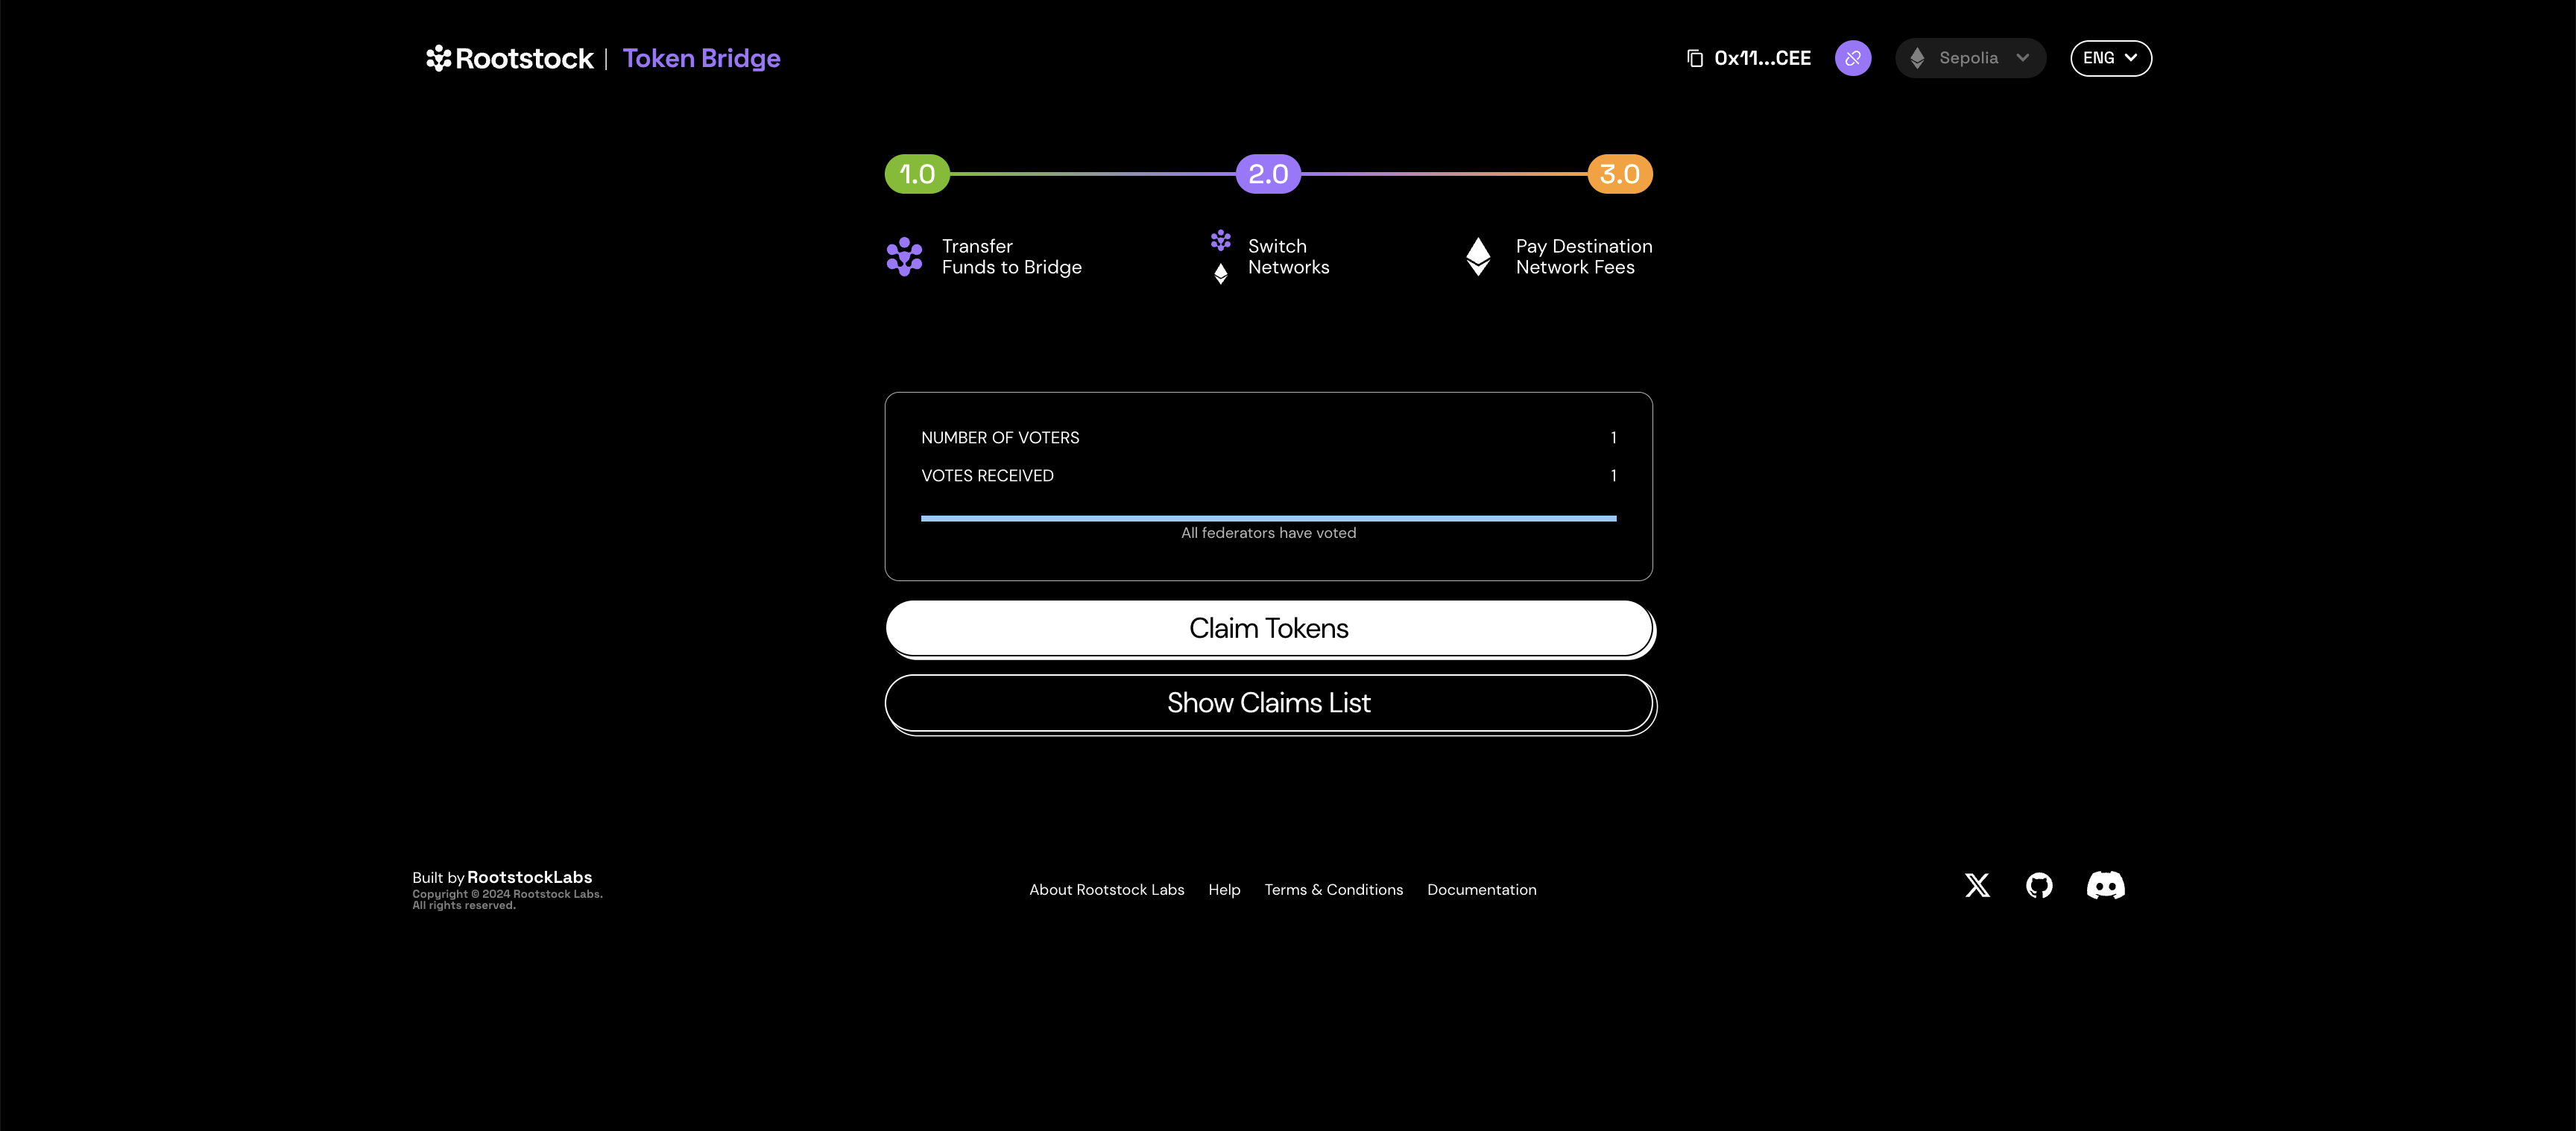 Rootstock | Token Bridge
0x11...CEE
Sepolia
ENG
1.0
2.0
3.0
Transfer
Funds to Bridge
Switch
Networks
Pay Destination
Network Fees
NUMBER OF VOTERS 1
VOTES RECEIVED 1
All federators have voted
Claim Tokens
Show Claims List
Built by RootstockLabs
Copyright © 2024 Rootstock Labs.
All rights reserved.
About Rootstock Labs Help Terms & Conditions Documentation